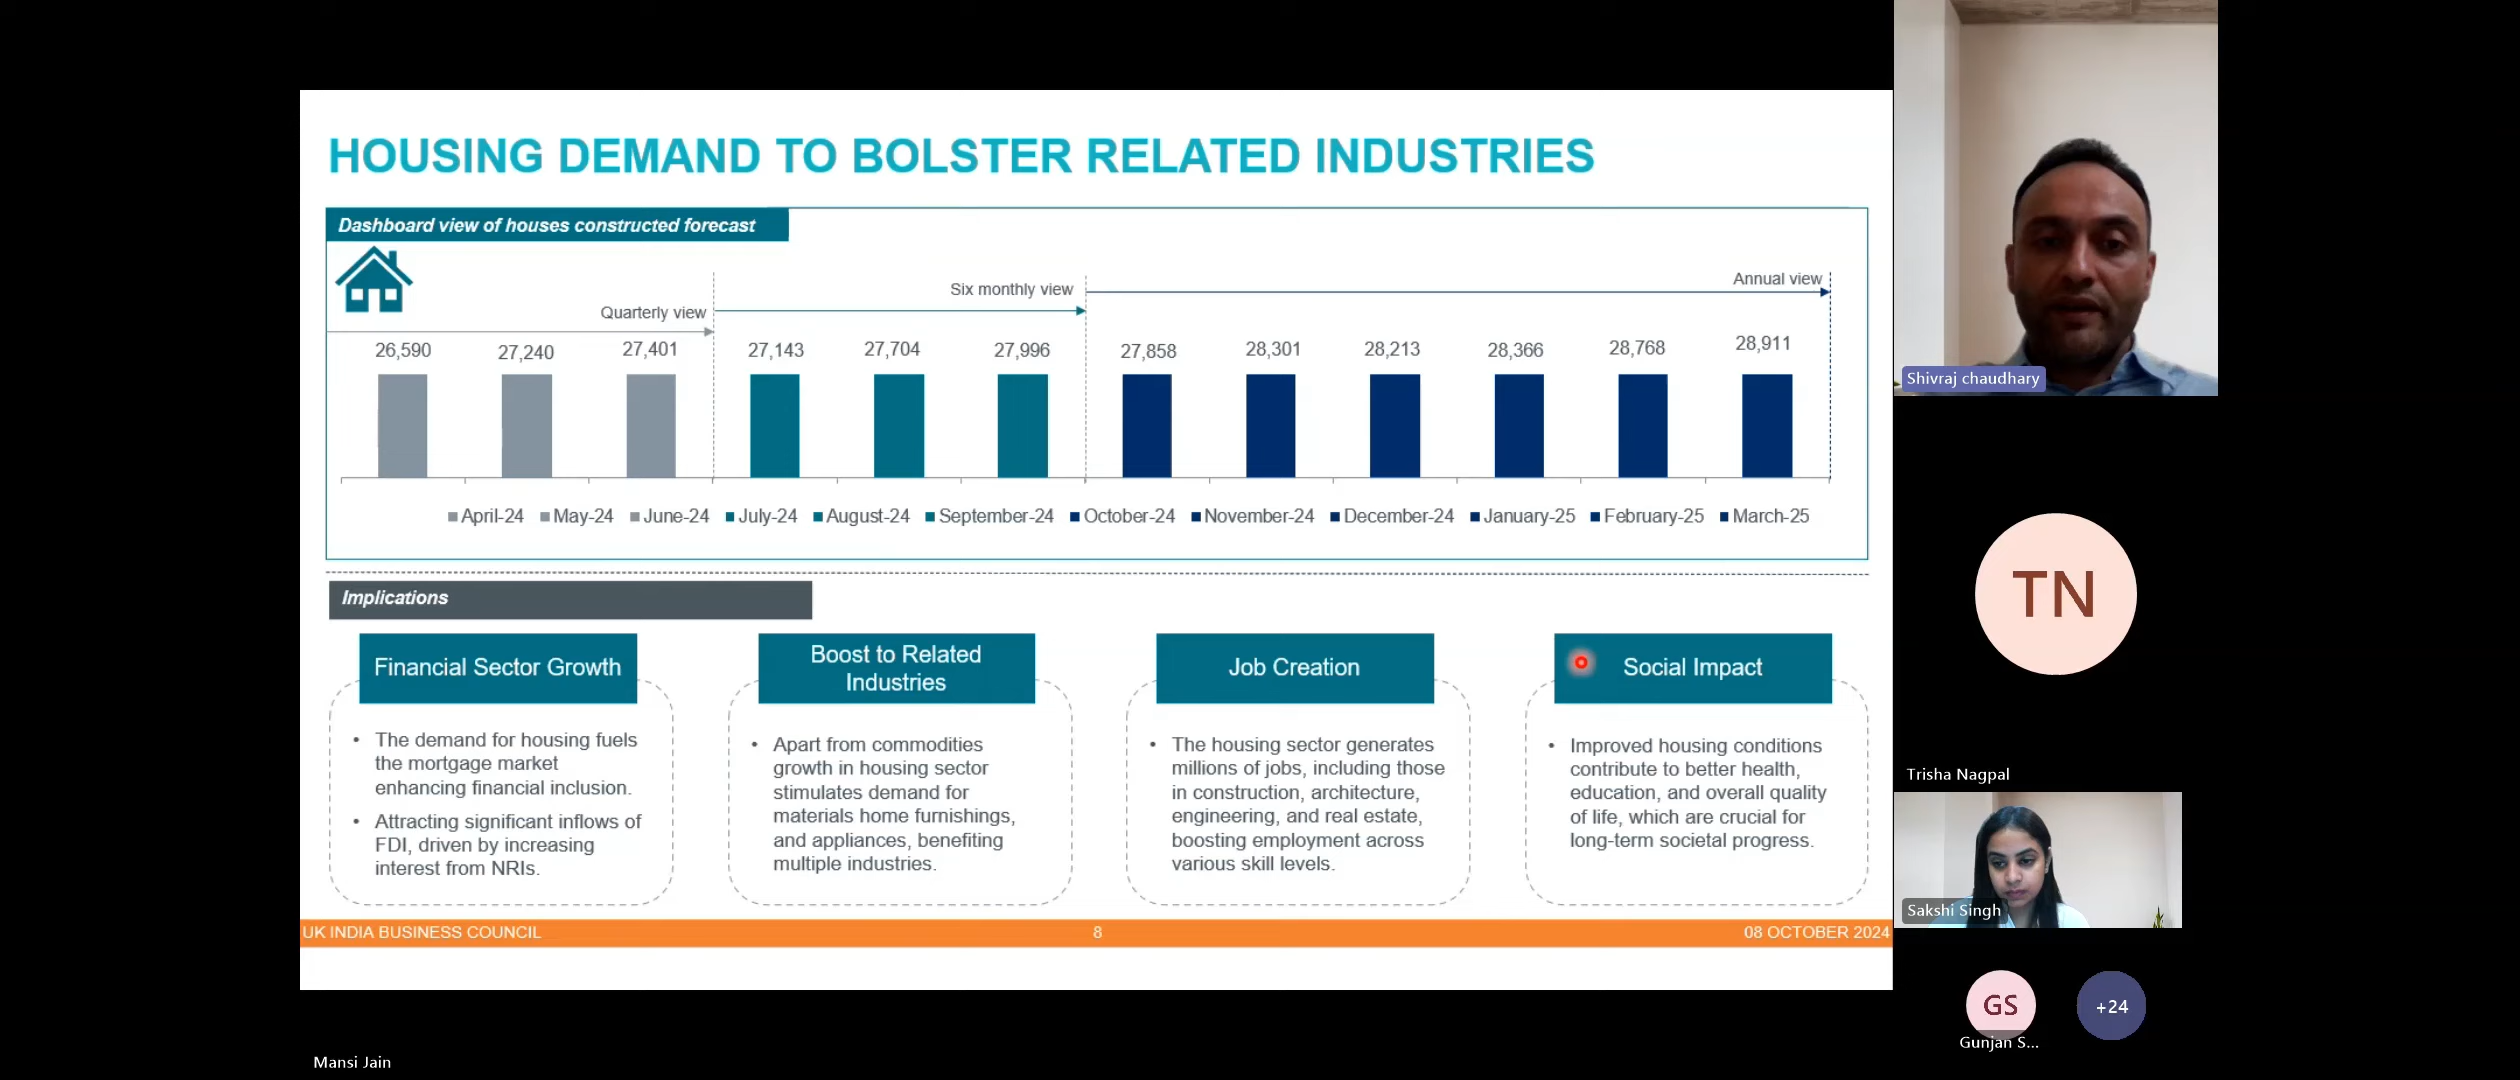 HOUSING DEMAND TO BOLSTER RELATED INDUSTRIES
Dashboard view of houses constructed forecast
Quarterly view
Six monthly view
Annual view
26,590
27,240
27,401
27,143
27,704
27,996
27,858
28,301
28,213
28,366
28,768
28,911
April-24 May-24 June-24 July-24 August-24 September-24 October-24 November-24 December-24 January-25 February-25 March-25
Implications
Financial Sector Growth
• The demand for housing fuels
the mortgage market
enhancing financial inclusion.
• Attracting significant inflows of
FDI, driven by increasing
interest from NRIs.
Boost to Related
Industries
• Apart from commodities
growth in housing sector
stimulates demand for
materials home furnishings,
and appliances, benefiting
multiple industries.
Job Creation
• The housing sector generates
millions of jobs, including those
in construction, architecture,
engineering, and real estate,
boosting employment across
various skill levels.
Social Impact
• Improved housing conditions
contribute to better health,
education, and overall quality
of life, which are crucial for
long-term societal progress.
UK INDIA BUSINESS COUNCIL
8
08 OCTOBER 2024
Mansi Jain
Shivraj chaudhary
TN
Trisha Nagpal
Sakshi Singh
GS
Gunjan S...
+24